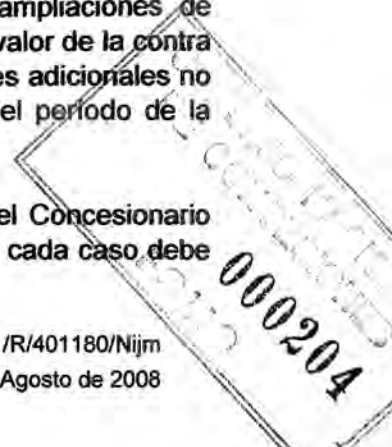 ampliaciones de
valor de la contra
es adicionales no
el período de la
el Concesionario
cada caso debe
000204
/R/401180/Nijm
Agosto de 2008